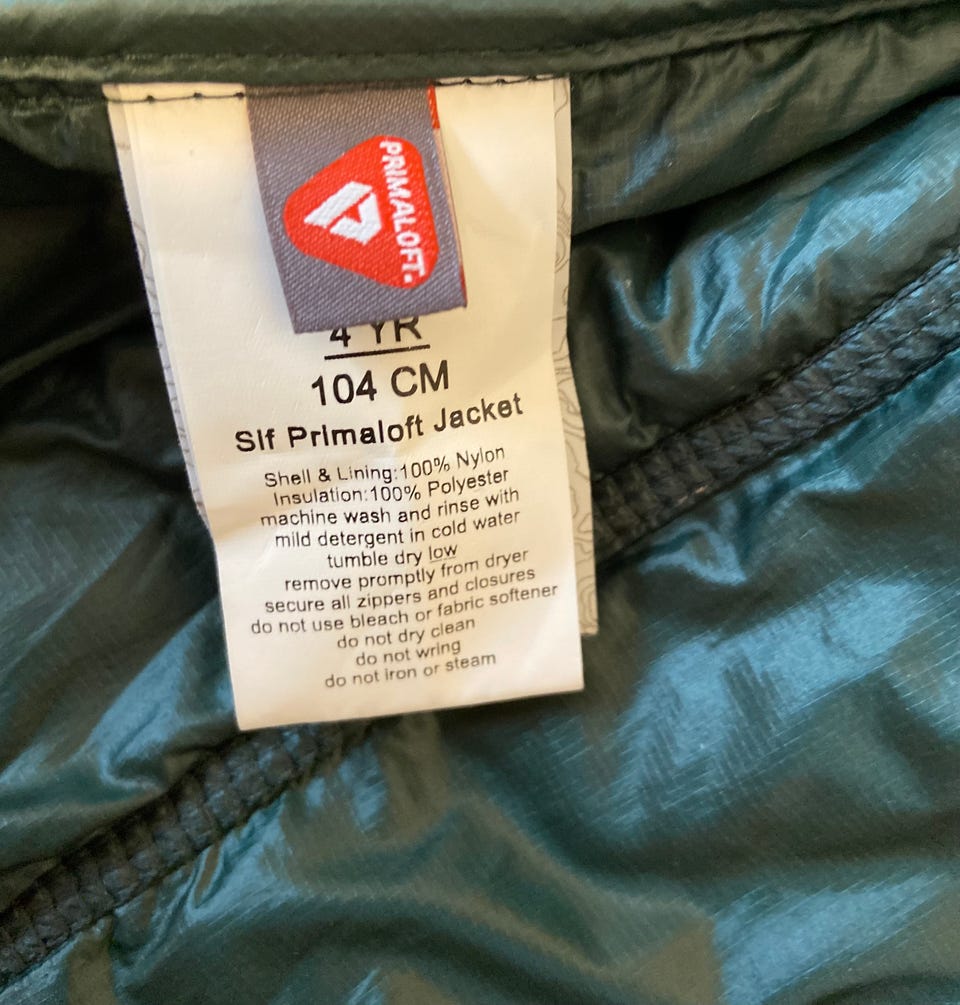 PRIMALOFT.
4 YR
104 CM
Slf Primaloft Jacket
Shell & Lining:100% Nylon
Insulation:100% Polyester
machine wash and rinse with
mild detergent in cold water
tumble dry low
remove promptly from dryer
secure all zippers and closures
do not use bleach or fabric softener
do not dry clean
do not wring
do not iron or steam